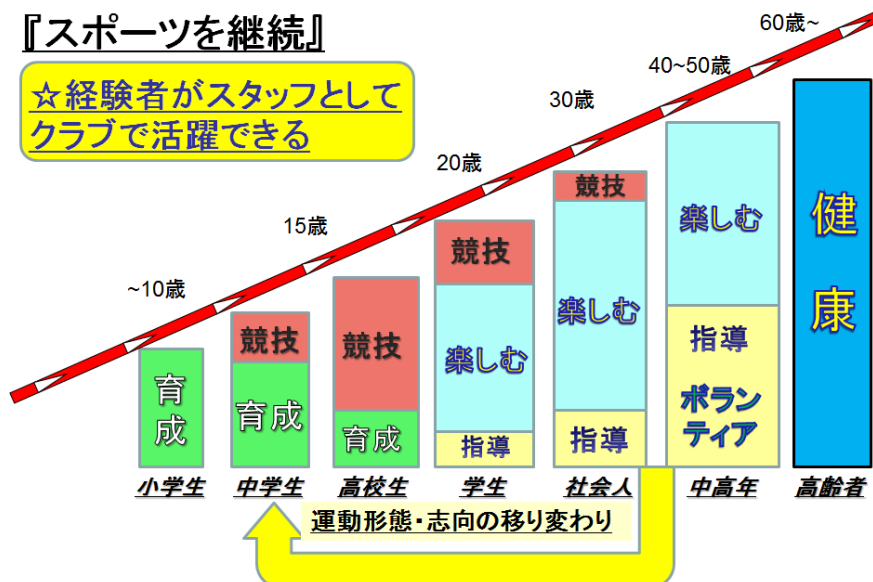 『スポーツを継続』
☆経験者がスタッフとして
クラブで活躍できる
~10歳
15歳
20歳
30歳
40~50歳
60歳~
育
成
競技
育成
競技
育成
競技
楽しむ
指導
競技
楽しむ
指導
楽しむ
指導
ボラン
ティア
健
康
小学生
中学生
高校生
学生
社会人
中高年
高齢者
運動形態・志向の移り変わり